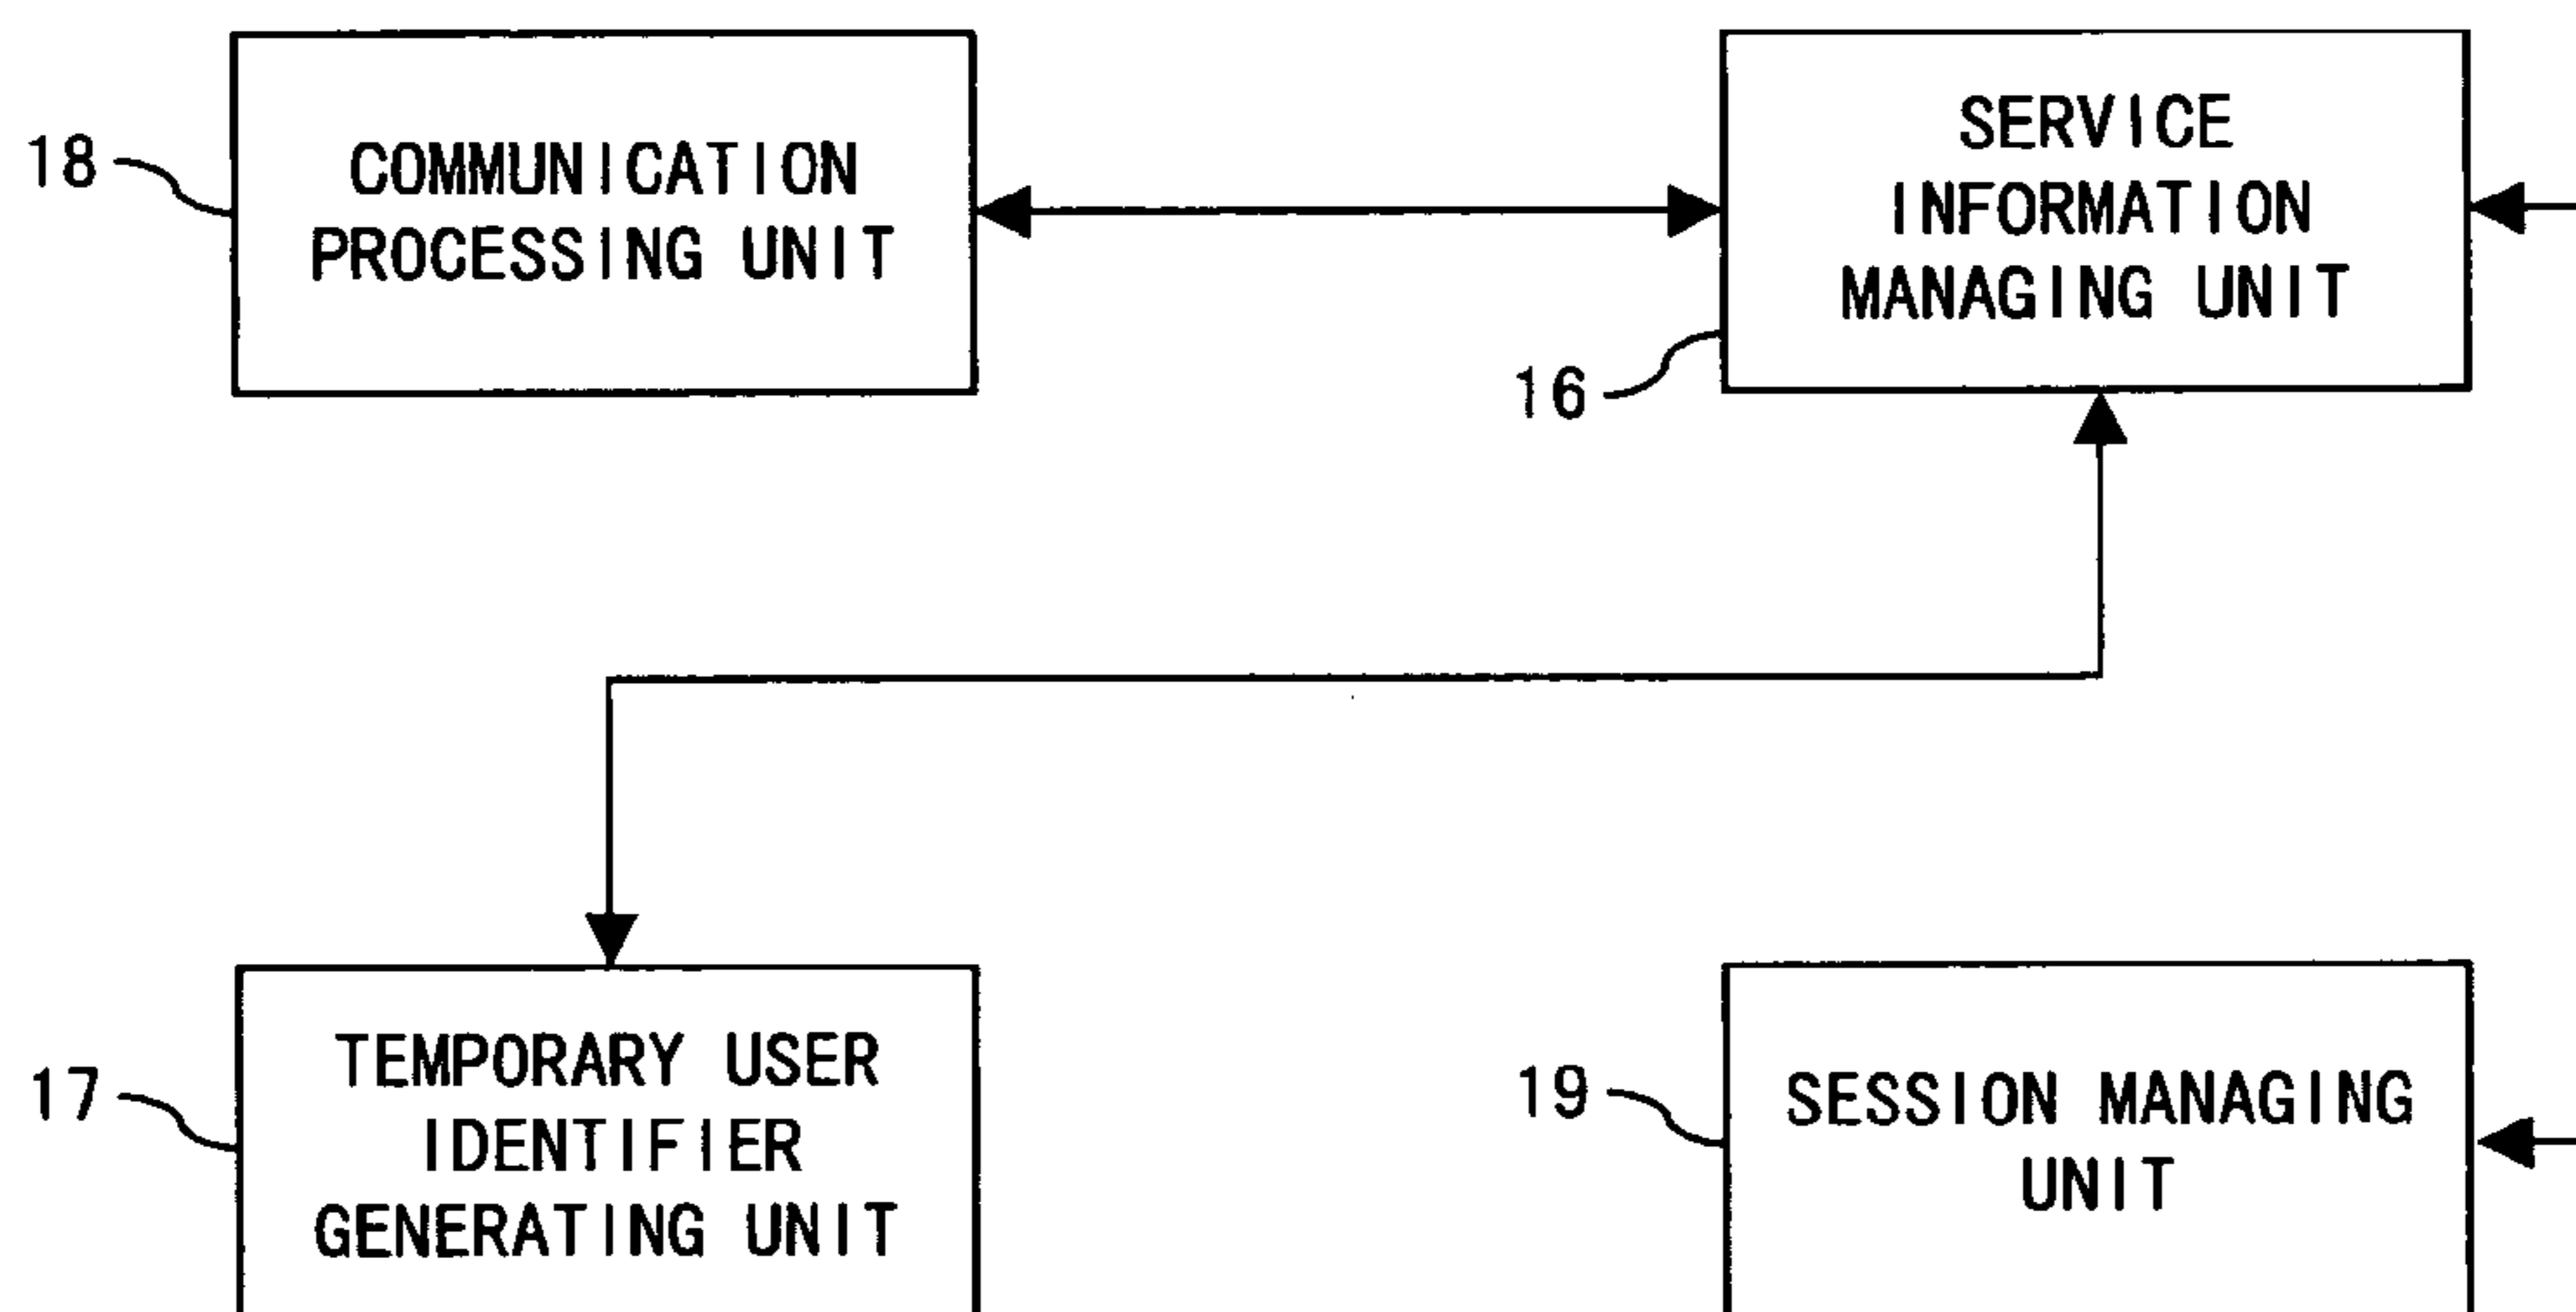 18
COMMUNICATION
PROCESSING UNIT
SERVICE
INFORMATION
MANAGING UNIT
16
17
TEMPORARY USER
IDENTIFIER
GENERATING UNIT
19
SESSION MANAGING
UNIT